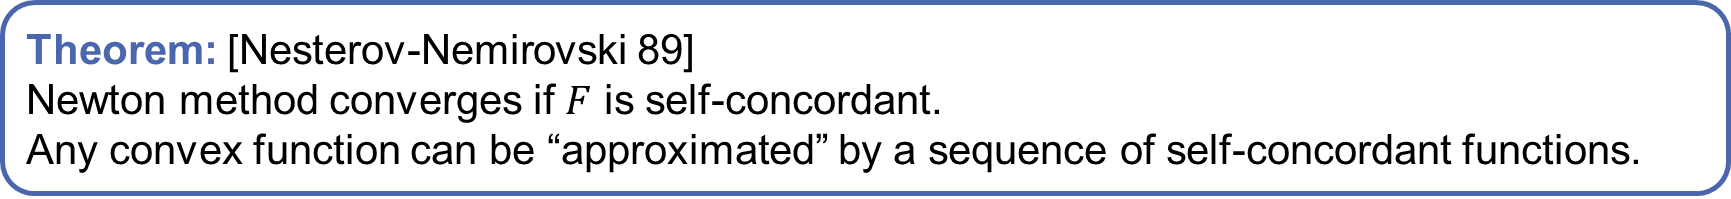 Theorem: [Nesterov-Nemirovski 89]
Newton method converges if 𝐹 is self-concordant.
Any convex function can be “approximated” by a sequence of self-concordant functions.